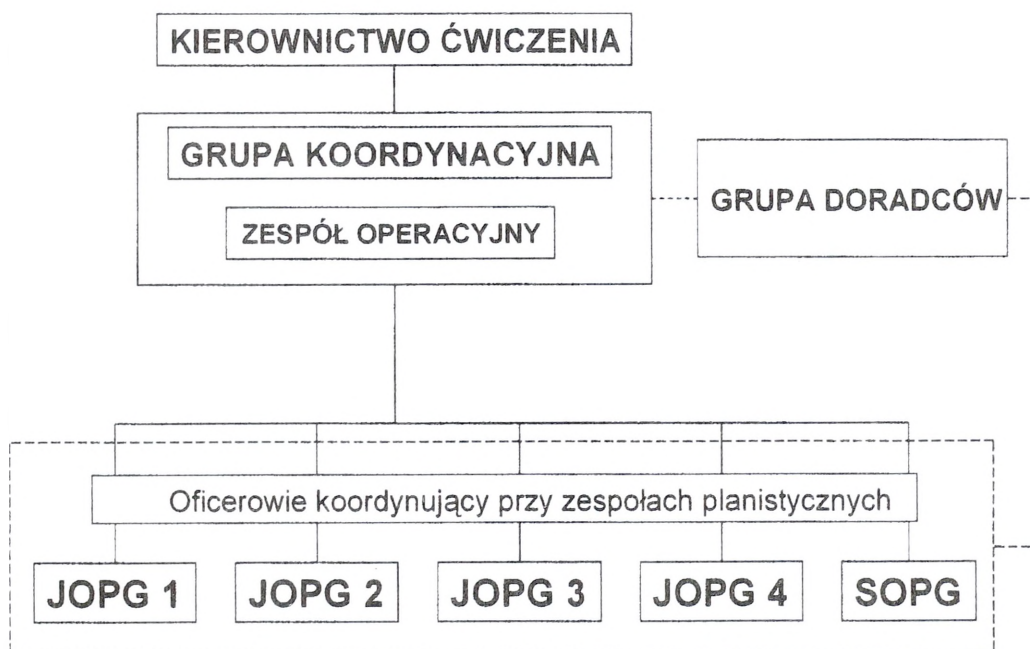 KIEROWNICTWO ĆWICZENIA
GRUPA KOORDYNACYJNA
ZESPÓŁ OPERACYJNY
GRUPA DORADCÓW
Oficerowie koordynujący przy zespołach planistycznych
JOPG 1
JOPG 2
JOPG 3
JOPG 4
SOPG